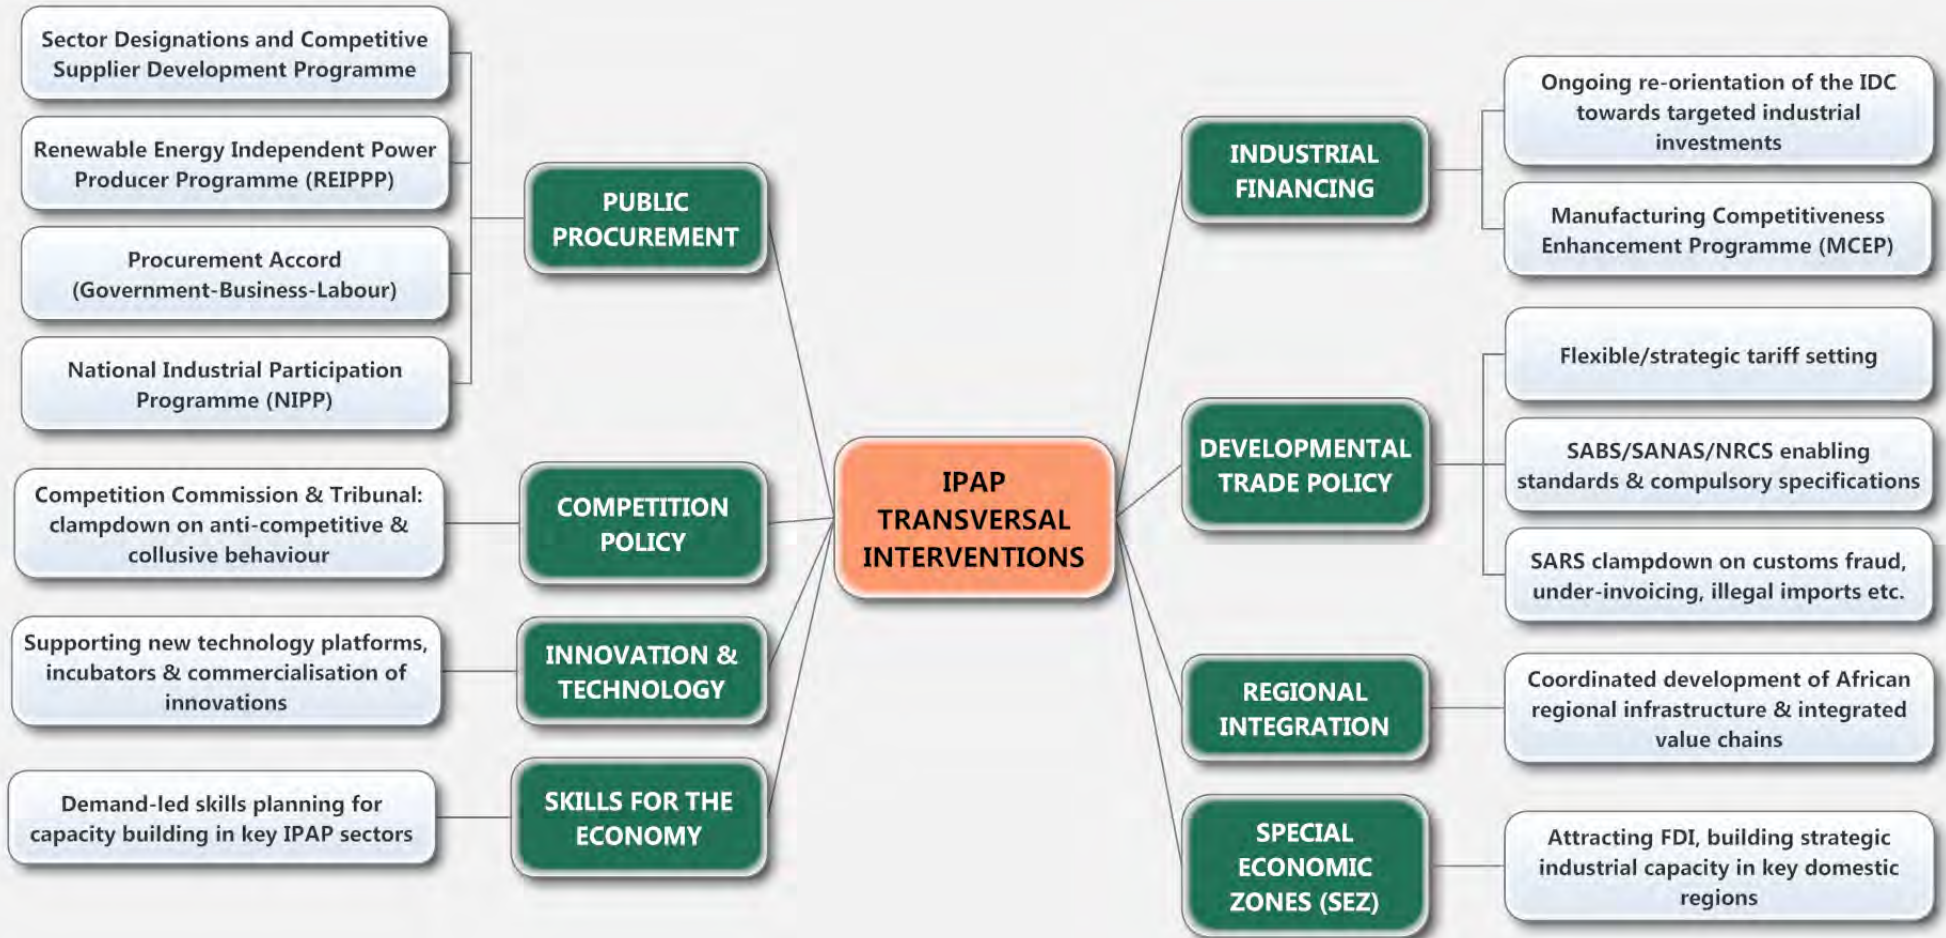 Sector Designations and Competitive
Supplier Development Programme
Renewable Energy Independent Power
Producer Programme (REIPPP)
Procurement Accord
(Government-Business-Labour)
National Industrial Participation
Programme (NIPP)
PUBLIC
PROCUREMENT
Competition Commission & Tribunal:
clampdown on anti-competitive &
collusive behaviour
COMPETITION
POLICY
Supporting new technology platforms,
incubators & commercialisation of
innovations
INNOVATION &
TECHNOLOGY
Demand-led skills planning for
capacity building in key IPAP sectors
SKILLS FOR THE
ECONOMY
IPAP
TRANSVERSAL
INTERVENTIONS
INDUSTRIAL
FINANCING
Ongoing re-orientation of the IDC
towards targeted industrial
investments
Manufacturing Competitiveness
Enhancement Programme (MCEP)
DEVELOPMENTAL
TRADE POLICY
Flexible/strategic tariff setting
SABS/SANAS/NRCS enabling
standards & compulsory specifications
SARS clampdown on customs fraud,
under-invoicing, illegal imports etc.
REGIONAL
INTEGRATION
Coordinated development of African
regional infrastructure & integrated
value chains
SPECIAL
ECONOMIC
ZONES (SEZ)
Attracting FDI, building strategic
industrial capacity in key domestic
regions